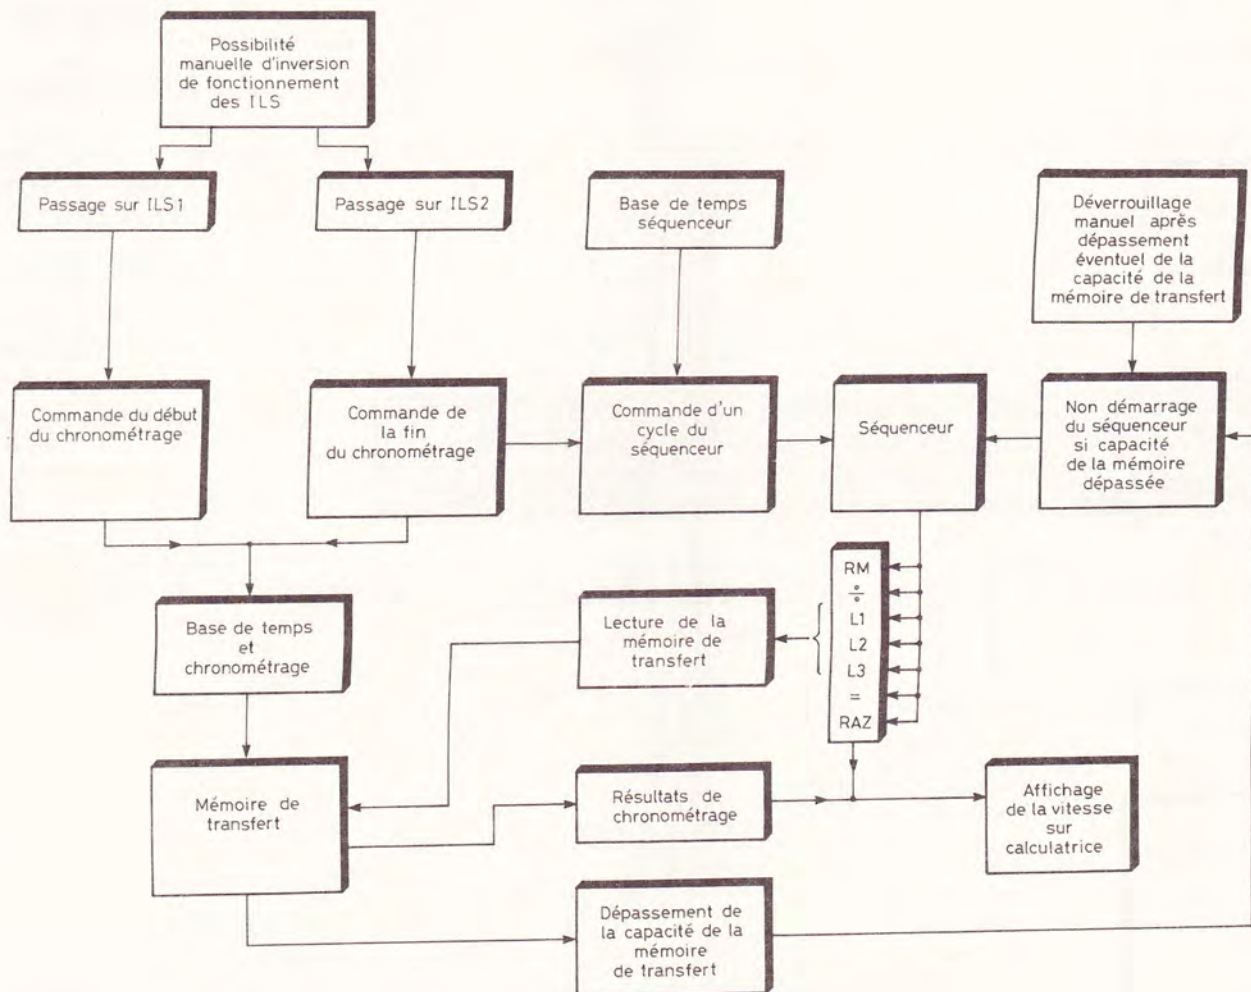 Possibilité
manuelle d'inversion
de fonctionnement
des ILS
Passage sur ILS1
Passage sur ILS2
Base de temps
séquenceur
Déverrouillage
manuel après
dépassement
éventuel de la
capacité de la
mémoire de transfert
Commande du début
du chronométrage
Commande de
la fin
du chronométrage
Commande d'un
cycle du
séquenceur
Séquenceur
Non démarrage
du séquenceur
si capacité
de la mémoire
dépassée
RM
÷
L1
L2
L3
=
RAZ
Base de temps
et
chronométrage
Lecture de la
mémoire de
transfert
Mémoire de
transfert
Résultats de
chronométrage
Affichage
de la vitesse
sur
calculatrice
Dépassement de
la capacité de la
mémoire
de transfert